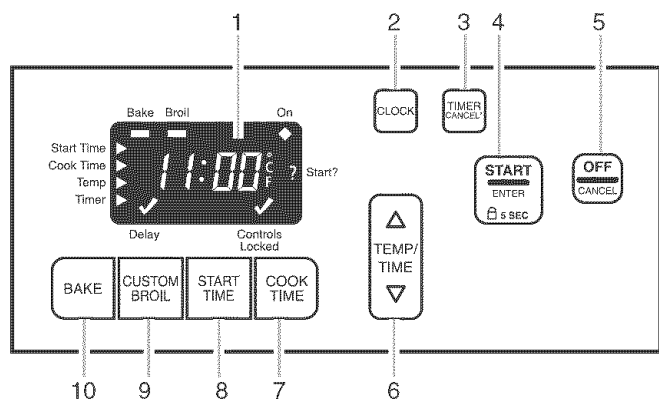 1 2 3 4 5
Bake Broil On
CLOCK
TIMER
CANCEL*
Start Time
Cook Time
Temp
Timer
11:00
°
C
F
? Start?
START
ENTER
5 SEC
OFF
CANCEL
Delay
Controls
Locked
TEMP/
TIME
BAKE
CUSTOM
BROIL
START
TIME
COOK
TIME
10 9 8 7 6